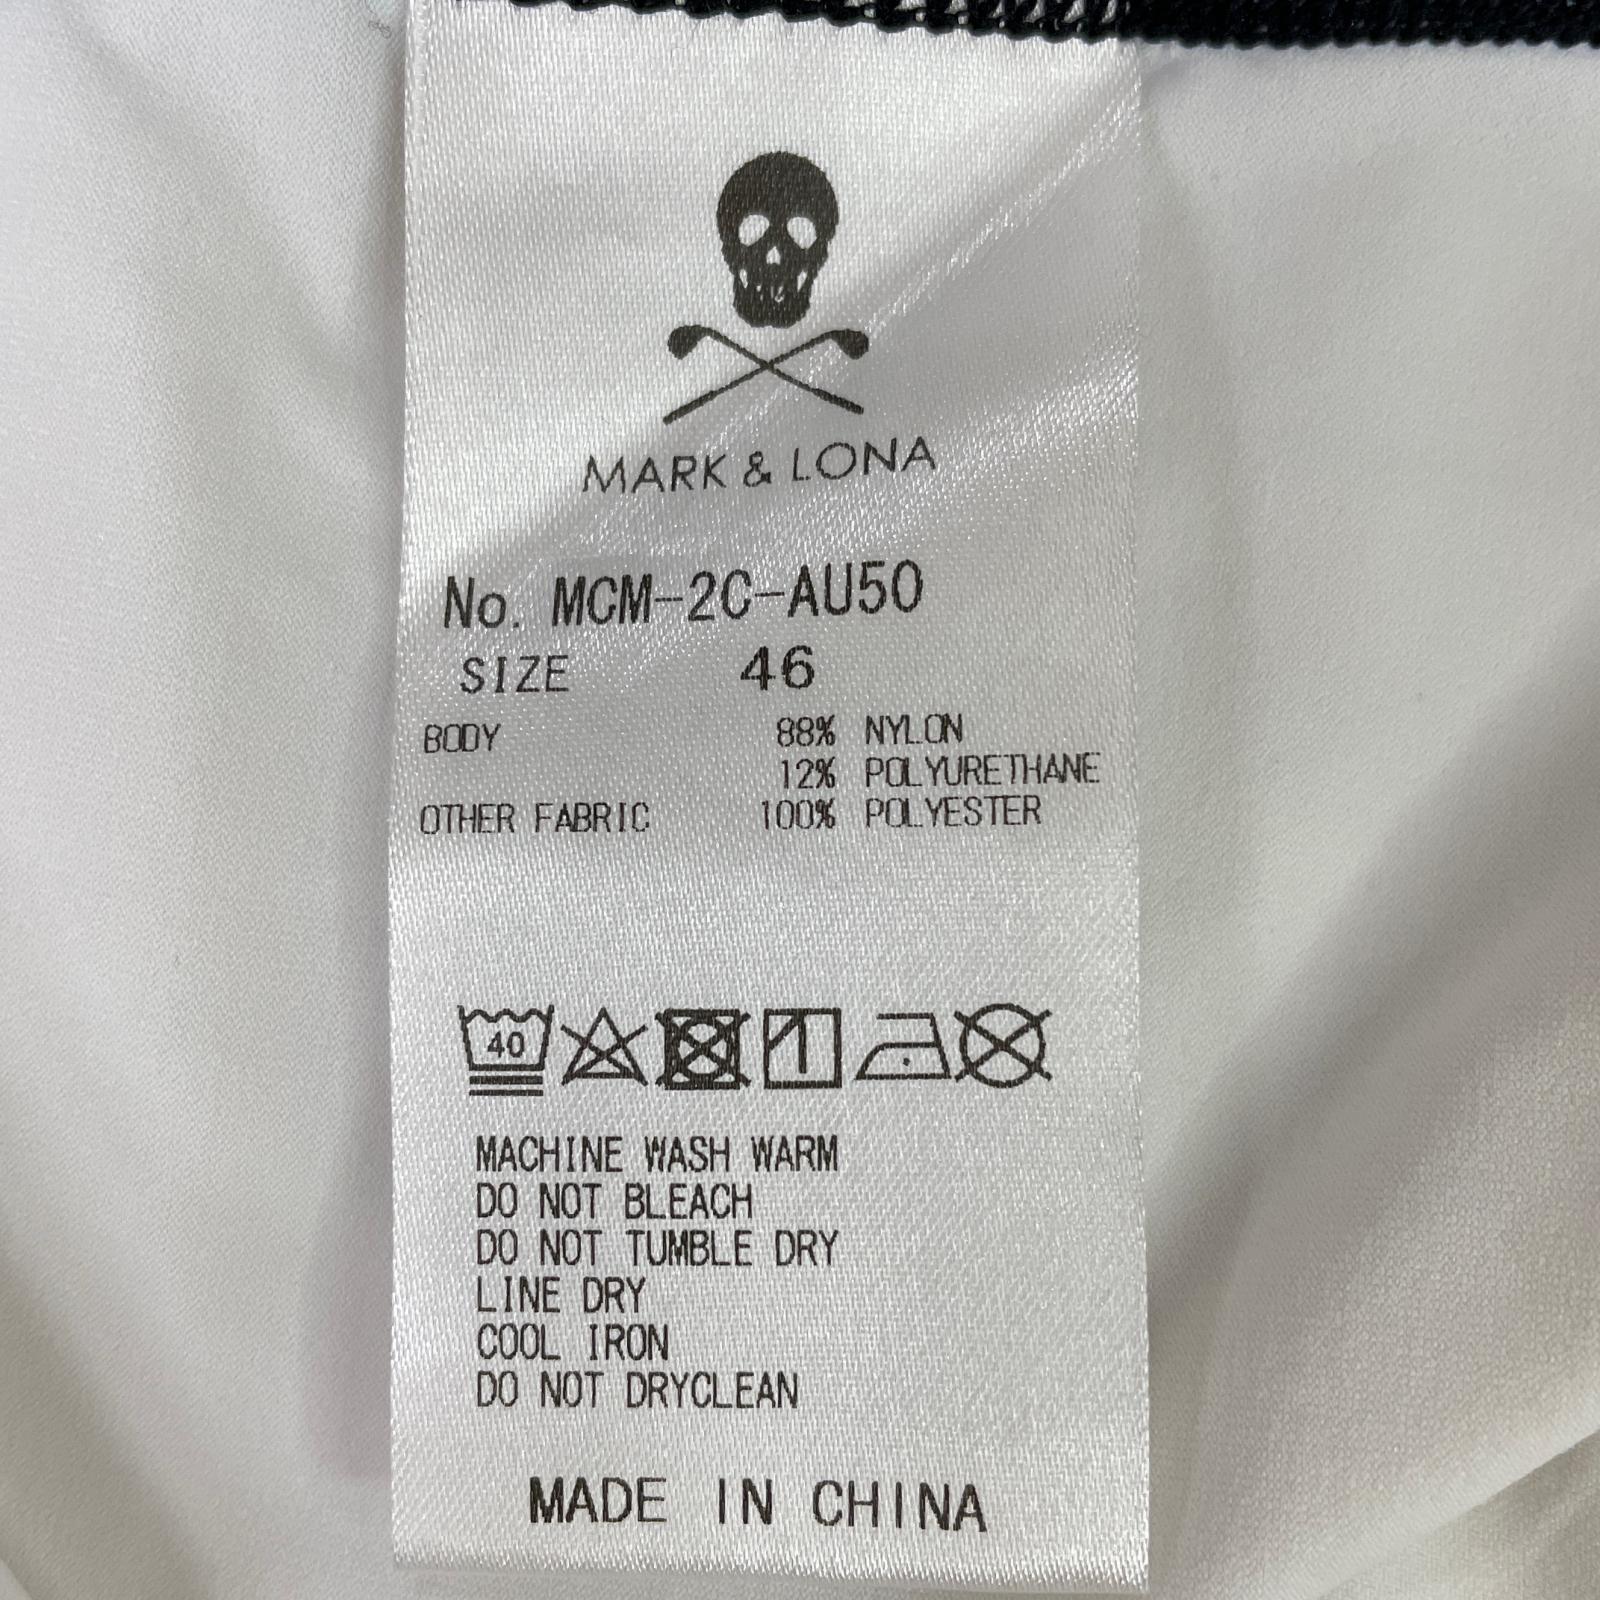 MARK & LONA
No. MCM-2C-AU50
SIZE 46
BODY 88% NYLON
12% POLYURETHANE
OTHER FABRIC 100% POLYESTER
40
MACHINE WASH WARM
DO NOT BLEACH
DO NOT TUMBLE DRY
LINE DRY
COOL IRON
DO NOT DRYCLEAN
MADE IN CHINA